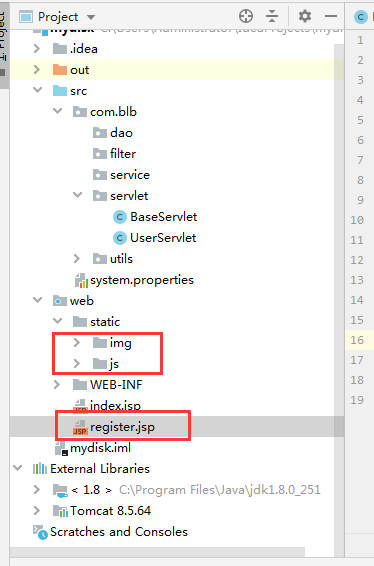 Project
1: Project
mydisk C:\Users\Administrator\IdeaProjects\mydi
.idea
out
src
com.blb
dao
filter
service
servlet
BaseServlet
UserServlet
utils
system.properties
web
static
img
js
WEB-INF
index.jsp
register.jsp
mydisk.iml
External Libraries
< 1.8 > C:\Program Files\Java\jdk1.8.0_251
Tomcat 8.5.64
Scratches and Consoles
1
2
3
4
5
6
7
8
9
10
11
12
13
14
15
16
17
18
19